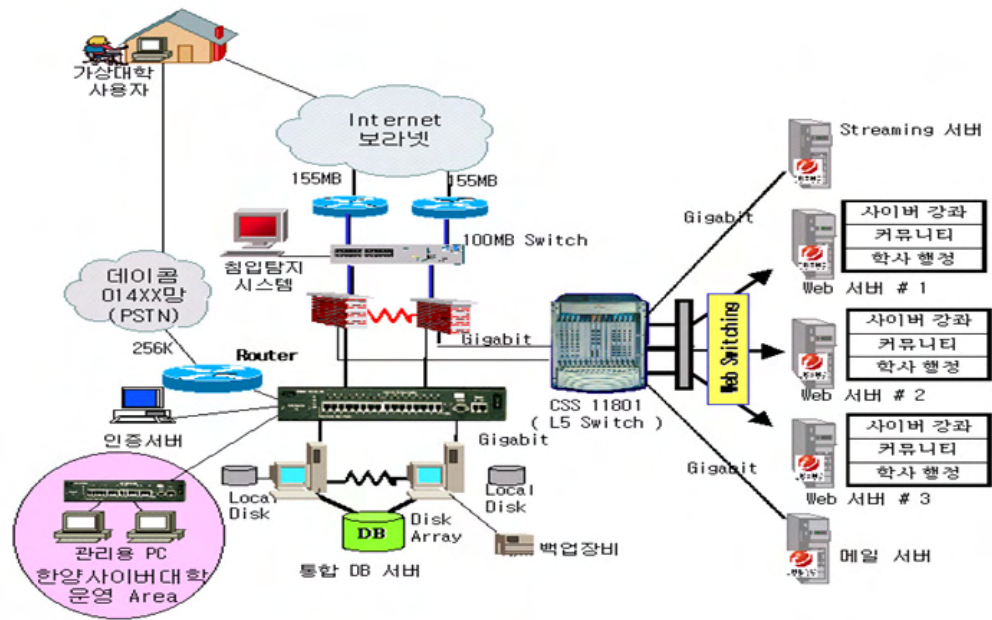 가상대학
사용자
Internet
보라넷
155MB
155MB
100MB Switch
침입탐지
시스템
데이콤
014XX망
(PSTN)
256K
Router
인증서버
Gigabit
Gigabit
Local
Disk
Local
Disk
DB
Disk
Array
통합 DB 서버
백업장비
관리용 PC
한양사이버대학
운영 Area
CSS 11801
( L5 Switch )
Gigabit
Gigabit
Web Switching
Streaming 서버
사이버 강좌
커뮤니티
학사 행정
Web 서버 # 1
사이버 강좌
커뮤니티
학사 행정
Web 서버 # 2
사이버 강좌
커뮤니티
학사 행정
Web 서버 # 3
메일 서버